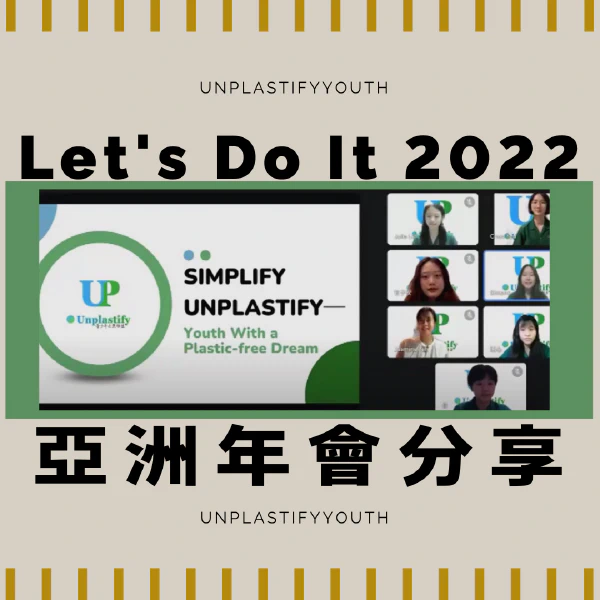 UNPLASTIFYYOUTH
Let's Do It 2022
UP
Unplastify
SIMPLIFY
UNPLASTIFY—
Youth With a
Plastic-free Dream
亞洲年會分享
UNPLASTIFYYOUTH